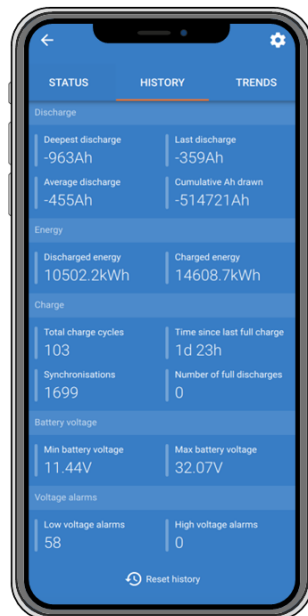 STATUS HISTORY TRENDS
Discharge
Deepest discharge Last discharge
-963Ah -359Ah
Average discharge Cumulative Ah drawn
-455Ah -514721Ah
Energy
Discharged energy Charged energy
10502.2kWh 14608.7kWh
Charge
Total charge cycles Time since last full charge
103 1d 23h
Synchronisations Number of full discharges
1699 0
Battery voltage
Min battery voltage Max battery voltage
11.44V 32.07V
Voltage alarms
Low voltage alarms High voltage alarms
58 0
Reset history